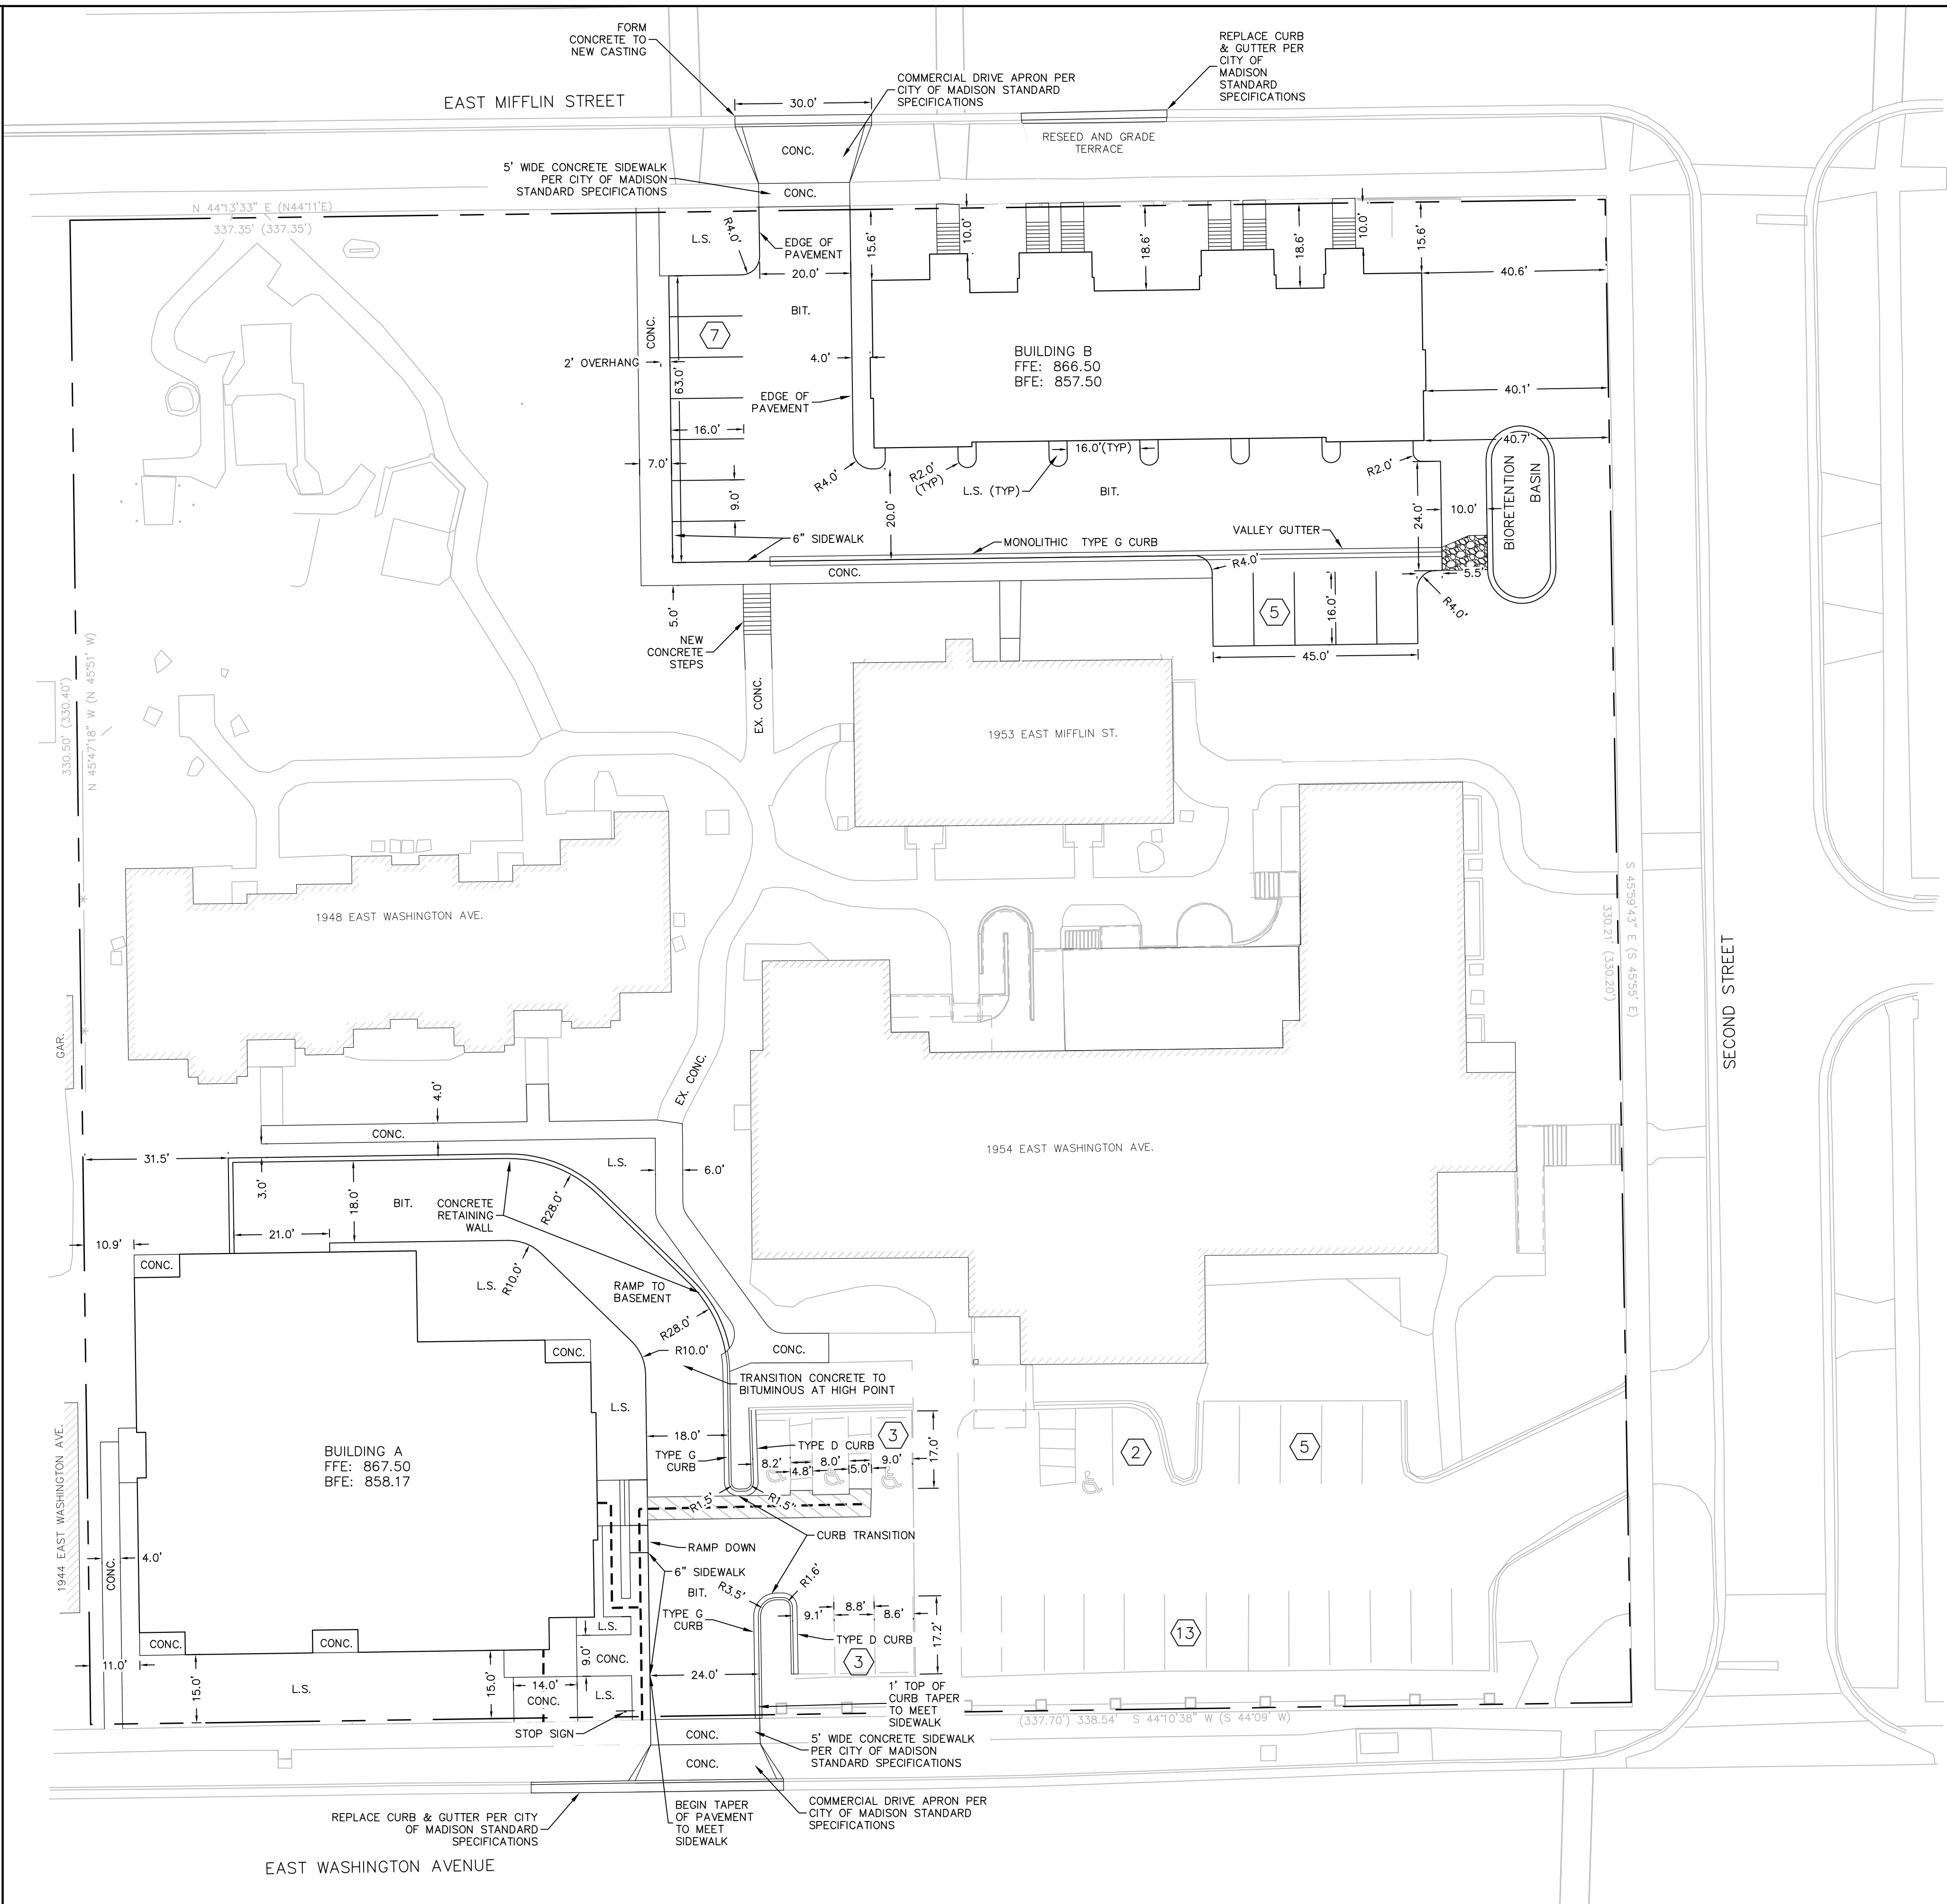 FORM
CONCRETE TO
NEW CASTING
REPLACE CURB
& GUTTER PER
CITY OF
MADISON
STANDARD
SPECIFICATIONS
EAST MIFFLIN STREET
30.0'
COMMERCIAL DRIVE APRON PER
CITY OF MADISON STANDARD
SPECIFICATIONS
RESEED AND GRADE
TERRACE
CONC.
5' WIDE CONCRETE SIDEWALK
PER CITY OF MADISON
STANDARD SPECIFICATIONS
CONC.
N 44°13'33" E (N44°11'E)
337.35' (337.35')
L.S.
R4.0'
EDGE OF
PAVEMENT
20.0'
15.6'
10.0'
18.6'
18.6'
10.0'
15.6'
40.6'
BIT.
CONC.
7
2' OVERHANG
63.0'
4.0'
BUILDING B
FFE: 866.50
BFE: 857.50
40.1'
EDGE OF
PAVEMENT
16.0'
7.0'
9.0'
R4.0'
R2.0'
(TYP)
16.0'(TYP)
L.S. (TYP)
BIT.
R2.0'
40.7'
BIORETENTION
BASIN
20.0'
24.0'
10.0'
6" SIDEWALK
MONOLITHIC TYPE G CURB
VALLEY GUTTER
CONC.
R4.0'
5.5'
R4.0'
5.0'
5
16.0'
45.0'
NEW
CONCRETE
STEPS
EX. CONC.
330.50' (330.40')
N 45°47'18" W (N 45°51' W)
1953 EAST MIFFLIN ST.
1948 EAST WASHINGTON AVE.
S 45°59'43" E (S 45°55' E)
330.21' (330.20')
SECOND STREET
GAR.
EX. CONC.
4.0'
CONC.
1954 EAST WASHINGTON AVE.
31.5'
L.S.
6.0'
3.0'
18.0'
BIT.
CONCRETE
RETAINING
WALL
R28.0'
21.0'
10.9'
CONC.
L.S.
R10.0'
RAMP TO
BASEMENT
R28.0'
R10.0'
CONC.
CONC.
TRANSITION CONCRETE TO
BITUMINOUS AT HIGH POINT
L.S.
1944 EAST WASHINGTON AVE.
BUILDING A
FFE: 867.50
BFE: 858.17
18.0'
TYPE G
CURB
TYPE D CURB
3
17.0'
8.2'
4.8'
8.0'
5.0'
9.0'
2
5
R1.5'
R1.5"
CURB TRANSITION
RAMP DOWN
CONC.
4.0'
6" SIDEWALK
BIT.
R3.5'
R1.6'
TYPE G
CURB
9.1'
8.8'
8.6'
17.2'
TYPE D CURB
3
13
L.S.
CONC.
CONC.
9.0'
CONC.
11.0'
15.0'
L.S.
15.0'
14.0'
CONC.
L.S.
24.0'
1' TOP OF
CURB TAPER
TO MEET
SIDEWALK
(337.70') 338.54' S 44°10'38" W (S 44°09' W)
STOP SIGN
CONC.
5' WIDE CONCRETE SIDEWALK
PER CITY OF MADISON
STANDARD SPECIFICATIONS
CONC.
REPLACE CURB & GUTTER PER CITY
OF MADISON STANDARD
SPECIFICATIONS
BEGIN TAPER
OF PAVEMENT
TO MEET
SIDEWALK
COMMERCIAL DRIVE APRON PER
CITY OF MADISON STANDARD
SPECIFICATIONS
EAST WASHINGTON AVENUE